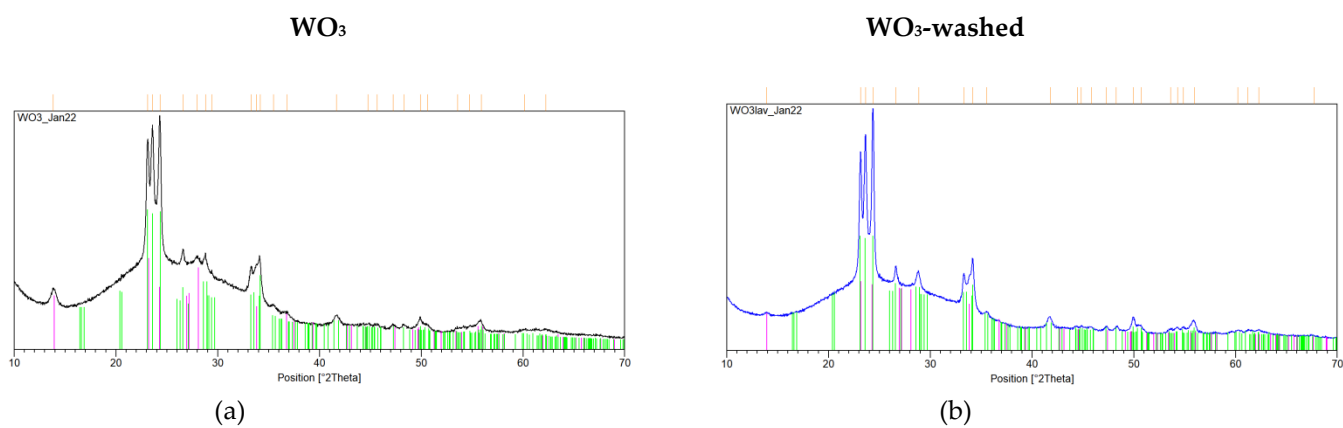 WO₃
WO₃-washed
WO3_Jan22
10 20 30 40 50 60 70
Position [°2Theta]
WO3lav_Jan22
10 20 30 40 50 60 70
Position [°2Theta]
(a)
(b)